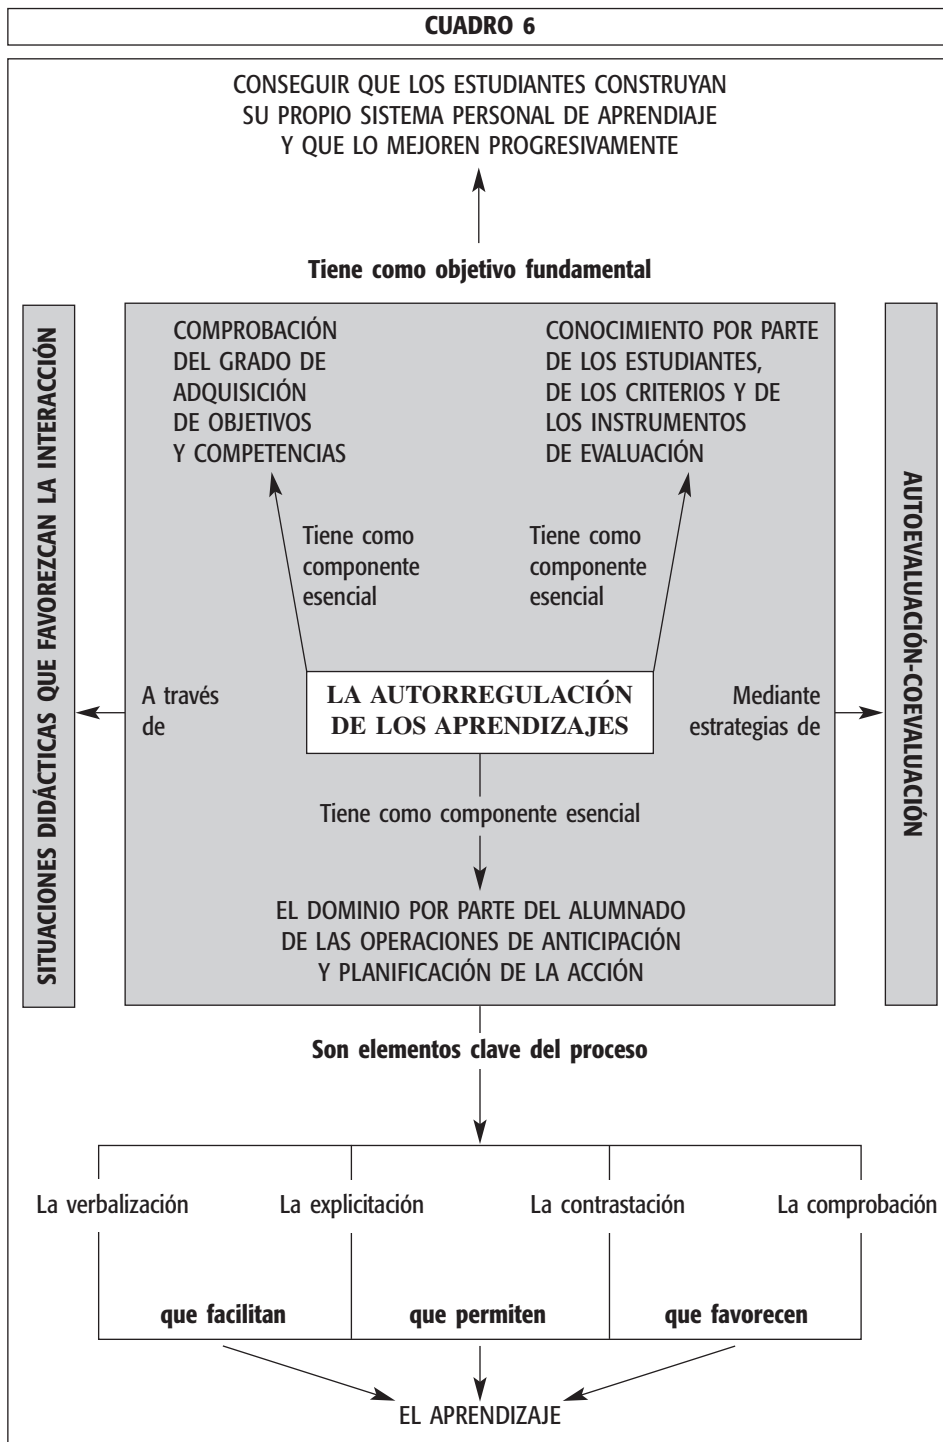 CUADRO 6
CONSEGUIR QUE LOS ESTUDIANTES CONSTRUYAN
SU PROPIO SISTEMA PERSONAL DE APRENDIAJE
Y QUE LO MEJOREN PROGRESIVAMENTE
Tiene como objetivo fundamental
SITUACIONES DIDÁCTICAS QUE FAVOREZCAN LA INTERACCIÓN
COMPROBACIÓN
DEL GRADO DE
ADQUISICIÓN
DE OBJETIVOS
Y COMPETENCIAS
CONOCIMIENTO POR PARTE
DE LOS ESTUDIANTES,
DE LOS CRITERIOS Y DE
LOS INSTRUMENTOS
DE EVALUACIÓN
Tiene como
componente
esencial
Tiene como
componente
esencial
A través
de
LA AUTORREGULACIÓN
DE LOS APRENDIZAJES
Mediante
estrategias de
AUTOEVALUACIÓN-COEVALUACIÓN
Tiene como componente esencial
EL DOMINIO POR PARTE DEL ALUMNADO
DE LAS OPERACIONES DE ANTICIPACIÓN
Y PLANIFICACIÓN DE LA ACCIÓN
Son elementos clave del proceso
La verbalización
La explicitación
La contrastación
La comprobación
que facilitan
que permiten
que favorecen
EL APRENDIZAJE